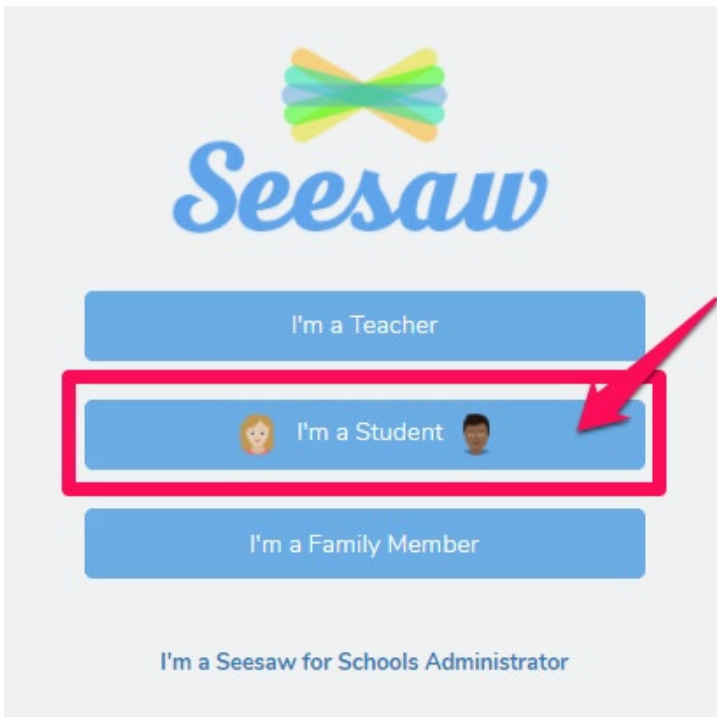 Seesaw
I'm a Teacher
I'm a Student
I'm a Family Member
I'm a Seesaw for Schools Administrator